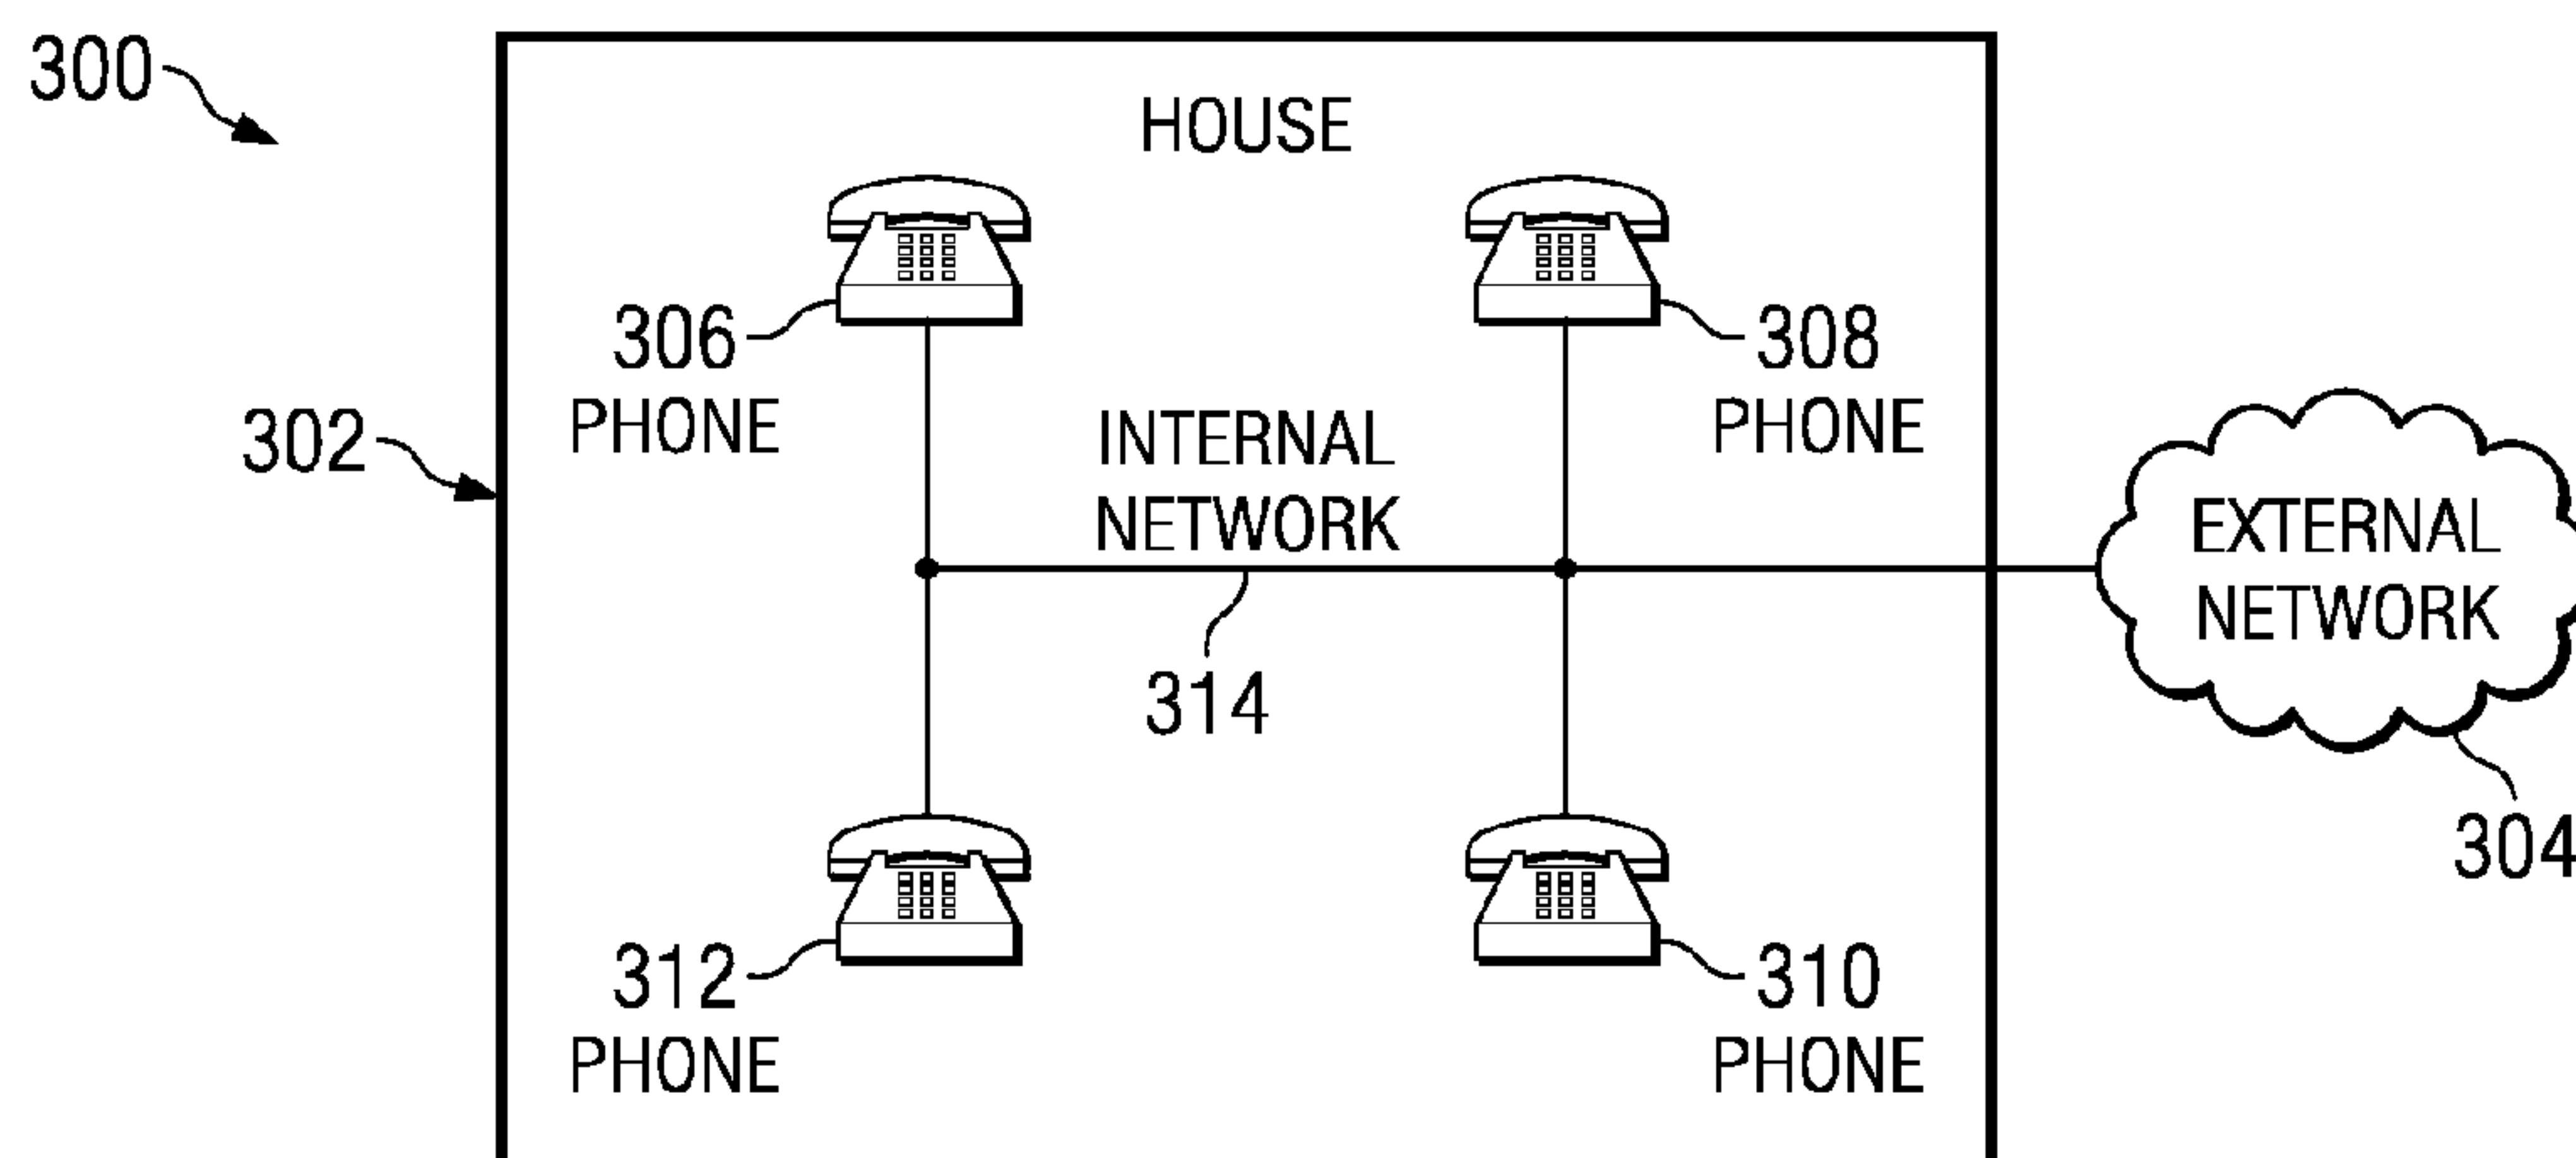 300
HOUSE
306
PHONE
308
PHONE
302
INTERNAL
NETWORK
EXTERNAL
NETWORK
314
304
312
PHONE
310
PHONE